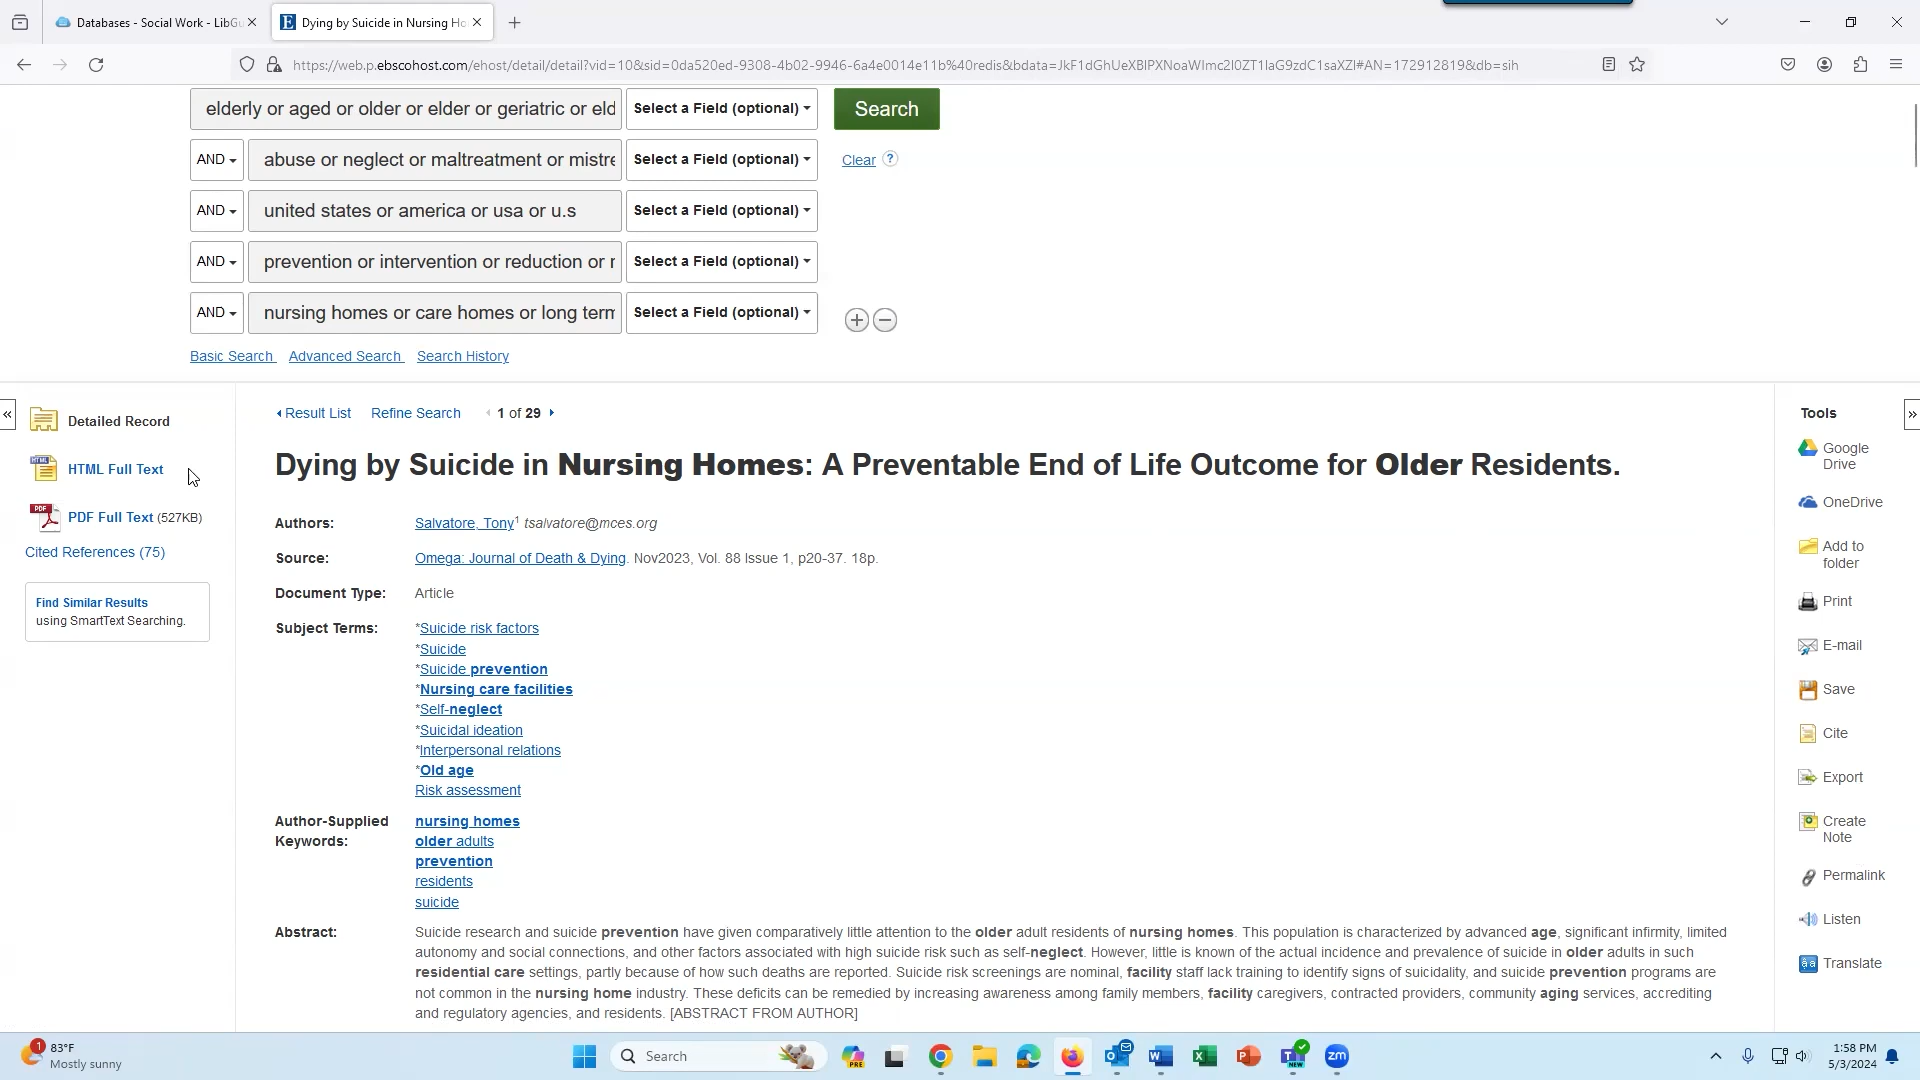 Databases - Social Work - LibGu
Dying by Suicide in Nursing Ho
https://web.p.ebscohost.com/ehost/detail/detail?vid=10&sid=0da520ed-9308-4b02-9946-6a4e0014e11b%40redis&bdata=JkF1dGhUeXBlPXNoaWImc2l0ZT1laG9zdC1saXZl#AN=172912819&db=sih
elderly or aged or older or elder or geriatric or eld
Select a Field (optional)
Search
AND
abuse or neglect or maltreatment or mistre
Select a Field (optional)
Clear ?
AND
united states or america or usa or u.s
Select a Field (optional)
AND
prevention or intervention or reduction or r
Select a Field (optional)
AND
nursing homes or care homes or long term
Select a Field (optional)
Basic Search Advanced Search Search History
Detailed Record
HTML Full Text
PDF Full Text (527KB)
Cited References (75)
Find Similar Results
using SmartText Searching.
Result List Refine Search 1 of 29
Dying by Suicide in Nursing Homes: A Preventable End of Life Outcome for Older Residents.
Authors: Salvatore, Tony1 tsalvatore@mces.org
Source: Omega: Journal of Death & Dying. Nov2023, Vol. 88 Issue 1, p20-37. 18p.
Document Type: Article
Subject Terms: *Suicide risk factors
*Suicide
*Suicide prevention
*Nursing care facilities
*Self-neglect
*Suicidal ideation
*Interpersonal relations
*Old age
Risk assessment
Author-Supplied Keywords: nursing homes
older adults
prevention
residents
suicide
Abstract: Suicide research and suicide prevention have given comparatively little attention to the older adult residents of nursing homes. This population is characterized by advanced age, significant infirmity, limited
autonomy and social connections, and other factors associated with high suicide risk such as self-neglect. However, little is known of the actual incidence and prevalence of suicide in older adults in such
residential care settings, partly because of how such deaths are reported. Suicide risk screenings are nominal, facility staff lack training to identify signs of suicidality, and suicide prevention programs are
not common in the nursing home industry. These deficits can be remedied by increasing awareness among family members, facility caregivers, contracted providers, community aging services, accrediting
and regulatory agencies, and residents. [ABSTRACT FROM AUTHOR]
Tools
Google
Drive
OneDrive
Add to
folder
Print
E-mail
Save
Cite
Export
Create
Note
Permalink
Listen
Translate
1
83°F
Mostly sunny
Search
PRE
NEW
zm
1:58 PM
5/3/2024